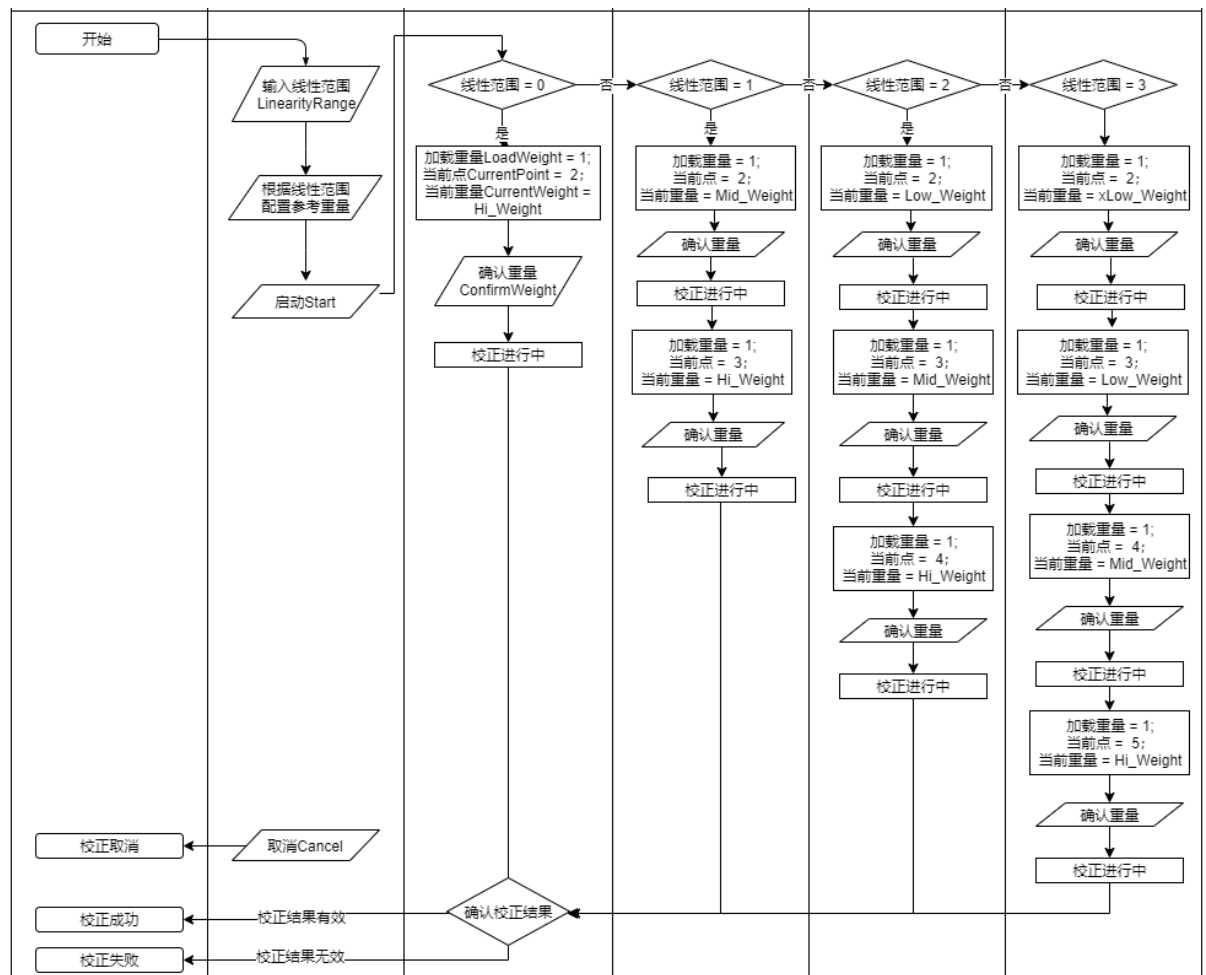 开始
输入线性范围
LinearityRange
根据线性范围
配置参考重量
启动Start
线性范围 = 0
否
线性范围 = 1
否
线性范围 = 2
否
线性范围 = 3
是
加载重量LoadWeight = 1;
当前点CurrentPoint = 2；
当前重量CurrentWeight =
Hi_Weight
确认重量
ConfirmWeight
校正进行中
是
加载重量 = 1;
当前点 = 2；
当前重量 = Mid_Weight
确认重量
校正进行中
加载重量 = 1;
当前点 = 3；
当前重量 = Hi_Weight
确认重量
校正进行中
是
加载重量 = 1;
当前点 = 2；
当前重量 = Low_Weight
确认重量
校正进行中
加载重量 = 1;
当前点 = 3；
当前重量 = Mid_Weight
确认重量
校正进行中
加载重量 = 1;
当前点 = 4；
当前重量 = Hi_Weight
确认重量
校正进行中
加载重量 = 1;
当前点 = 2；
当前重量 = xLow_Weight
确认重量
校正进行中
加载重量 = 1;
当前点 = 3；
当前重量 = Low_Weight
确认重量
校正进行中
加载重量 = 1;
当前点 = 4；
当前重量 = Mid_Weight
确认重量
校正进行中
加载重量 = 1;
当前点 = 5；
当前重量 = Hi_Weight
确认重量
校正进行中
校正取消
取消Cancel
确认校正结果
校正成功
校正结果有效
校正失败
校正结果无效